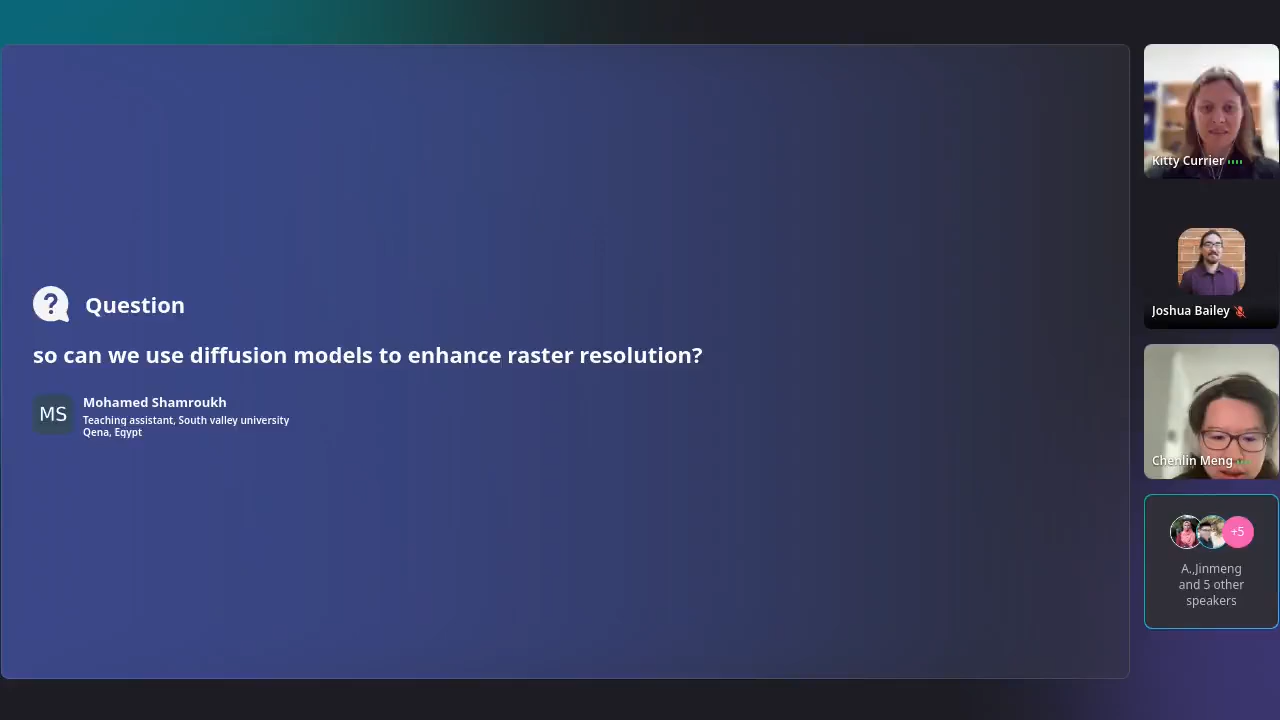 Question
so can we use diffusion models to enhance raster resolution?
MS
Mohamed Shamroukh
Teaching assistant, South valley university
Qena, Egypt
Kitty Currier
Joshua Bailey
Chenlin Meng
+5
A.,Jinmeng
and 5 other
speakers